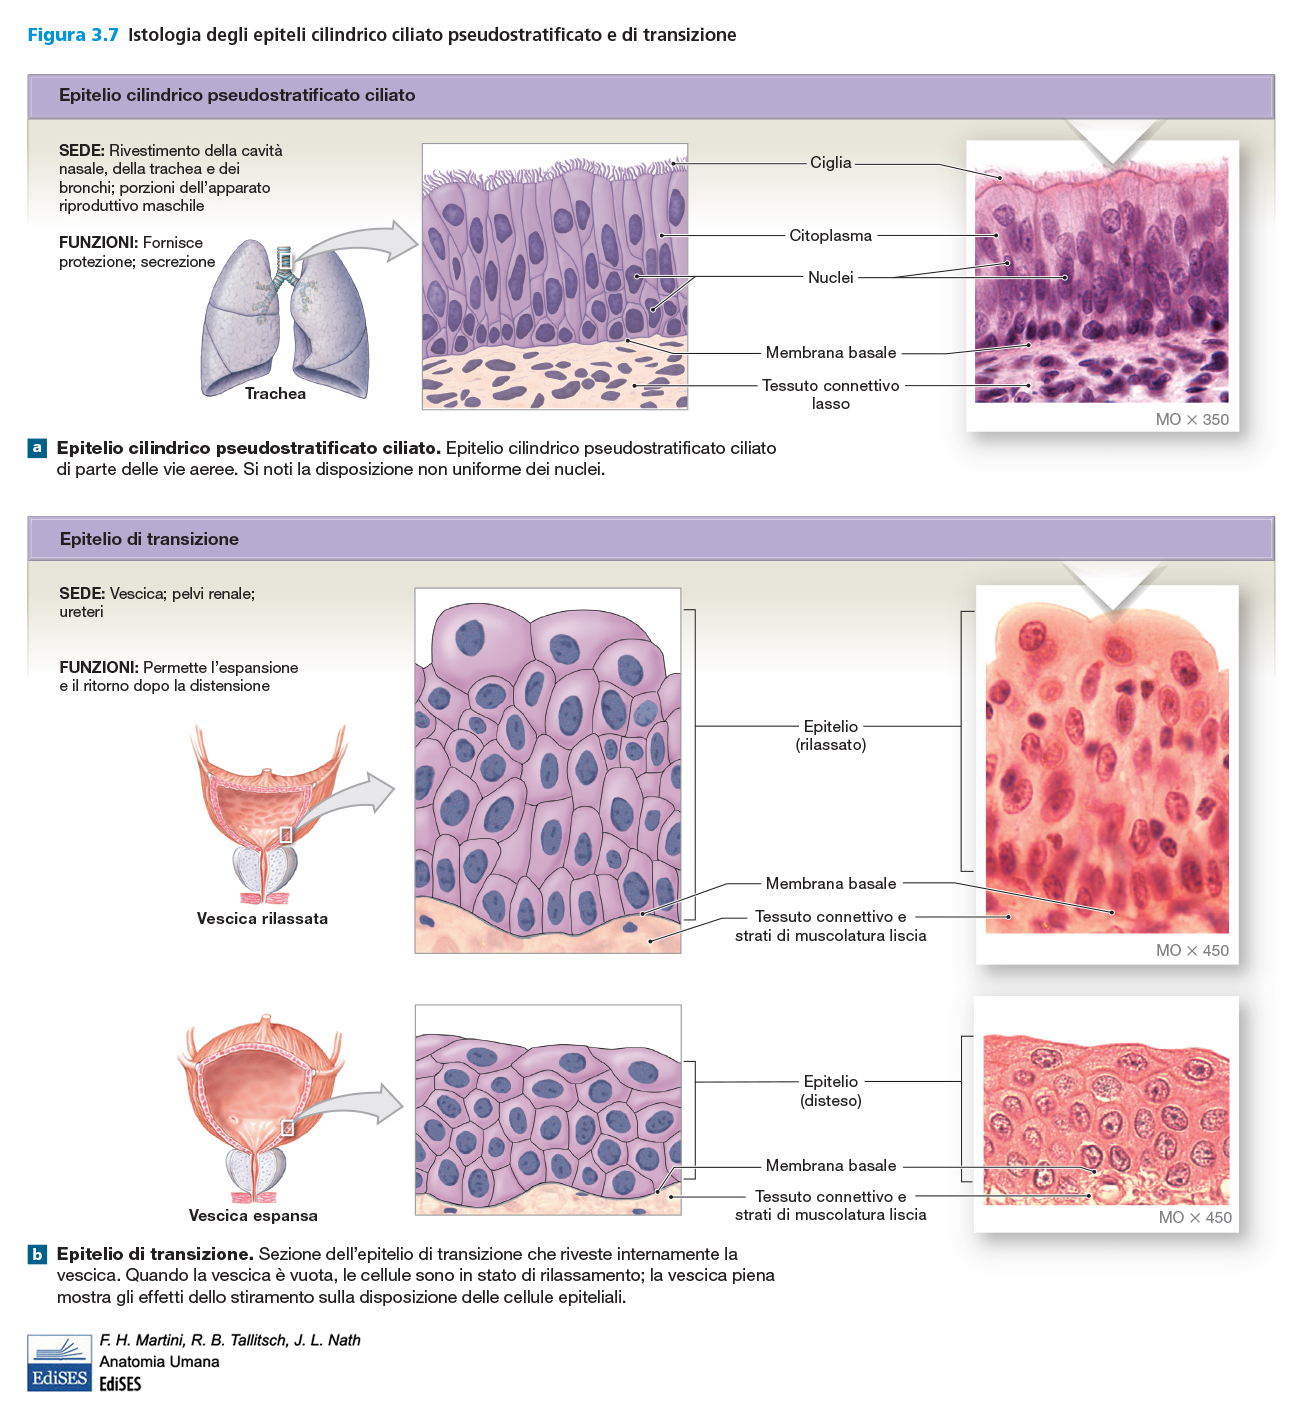 Figura 3.7 Istologia degli epiteli cilindrico ciliato pseudostratificato e di transizione
Epitelio cilindrico pseudostratificato ciliato
SEDE: Rivestimento della cavità
nasale, della trachea e dei
bronchi; porzioni dell'apparato
riproduttivo maschile
FUNZIONI: Fornisce
protezione; secrezione
Trachea
Ciglia
Citoplasma
Nuclei
Membrana basale
Tessuto connettivo
lasso
MO × 350
a Epitelio cilindrico pseudostratificato ciliato. Epitelio cilindrico pseudostratificato ciliato
di parte delle vie aeree. Si noti la disposizione non uniforme dei nuclei.
Epitelio di transizione
SEDE: Vescica; pelvi renale;
ureteri
FUNZIONI: Permette l'espansione
e il ritorno dopo la distensione
Vescica rilassata
Epitelio
(rilassato)
Membrana basale
Tessuto connettivo e
strati di muscolatura liscia
MO × 450
Vescica espansa
Epitelio
(disteso)
Membrana basale
Tessuto connettivo e
strati di muscolatura liscia
MO × 450
b Epitelio di transizione. Sezione dell'epitelio di transizione che riveste internamente la
vescica. Quando la vescica è vuota, le cellule sono in stato di rilassamento; la vescica piena
mostra gli effetti dello stiramento sulla disposizione delle cellule epiteliali.
F. H. Martini, R. B. Tallitsch, J. L. Nath
Anatomia Umana
EdiSES
EdiSES